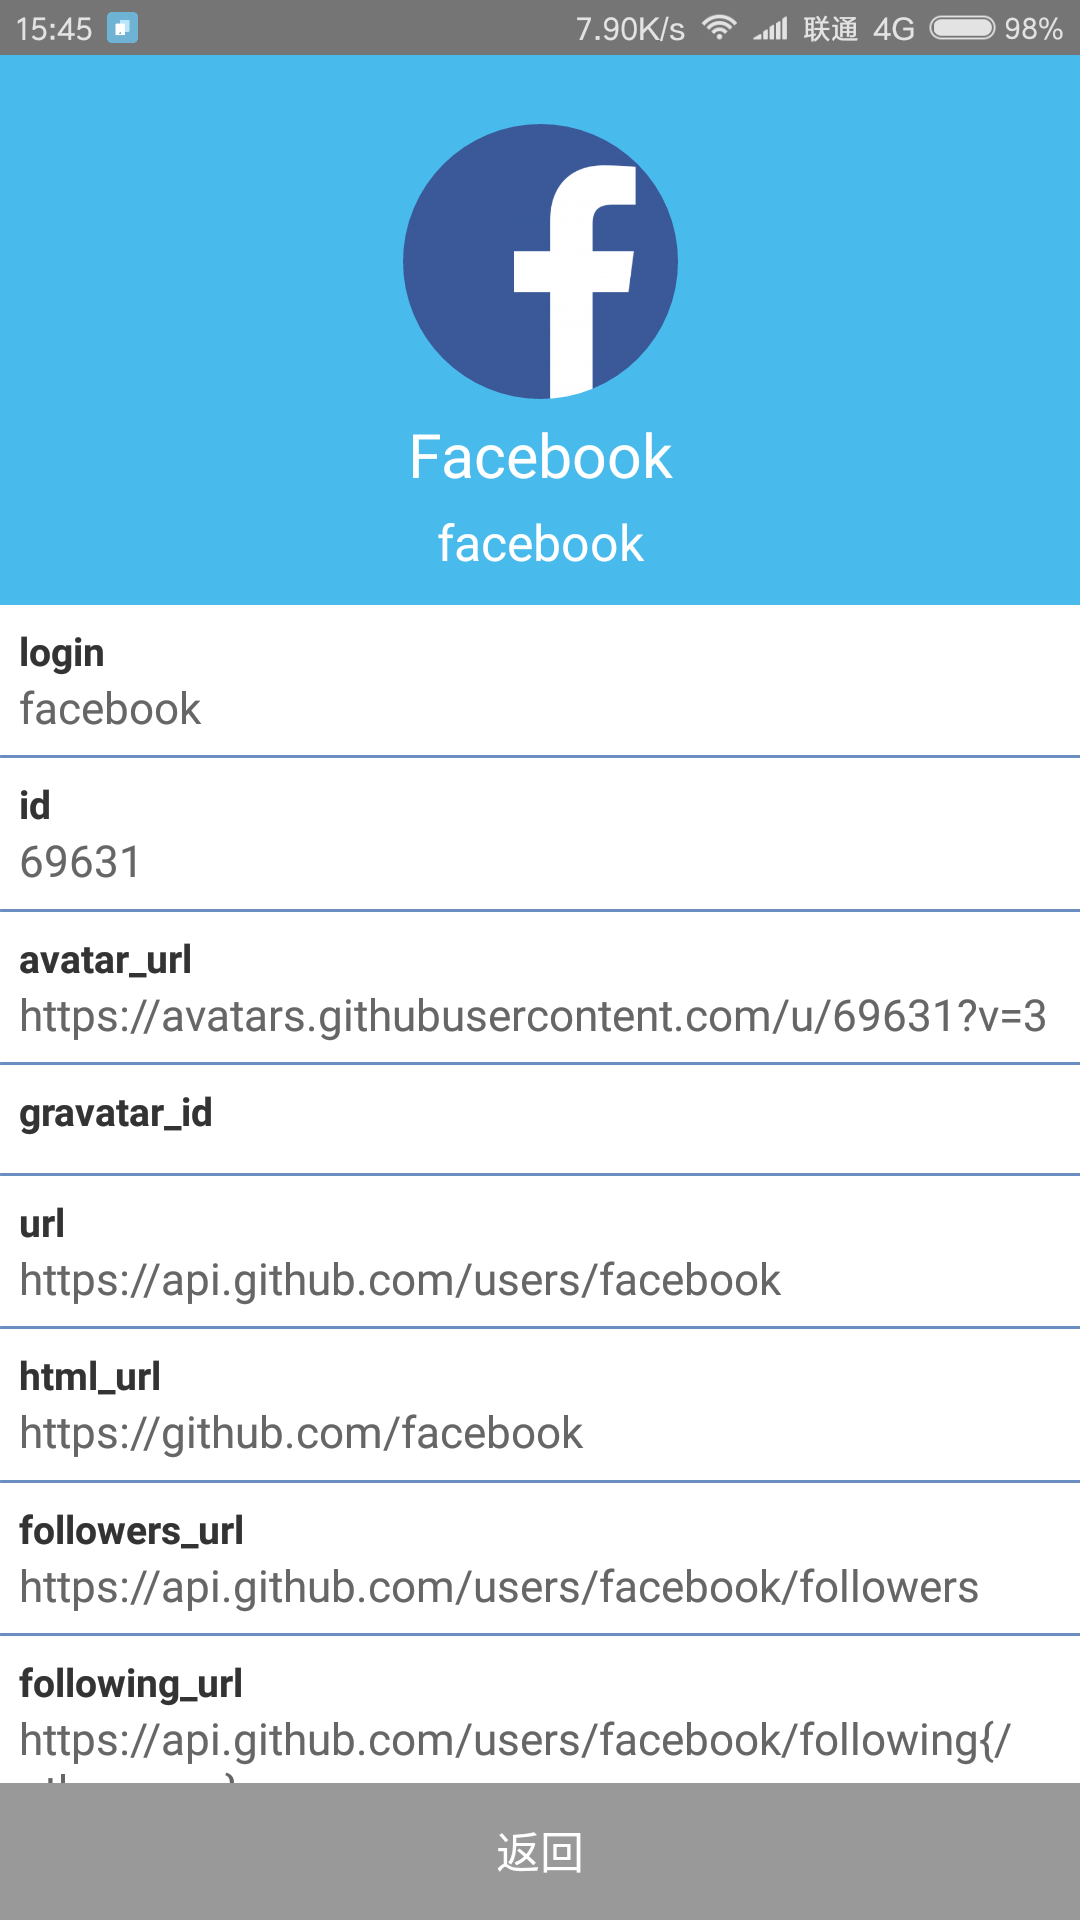 15:45 7.90K/s 联通 4G 98%
Facebook
facebook
login
facebook
id
69631
avatar_url
https://avatars.githubusercontent.com/u/69631?v=3
gravatar_id
url
https://api.github.com/users/facebook
html_url
https://github.com/facebook
followers_url
https://api.github.com/users/facebook/followers
following_url
https://api.github.com/users/facebook/following{/
返回